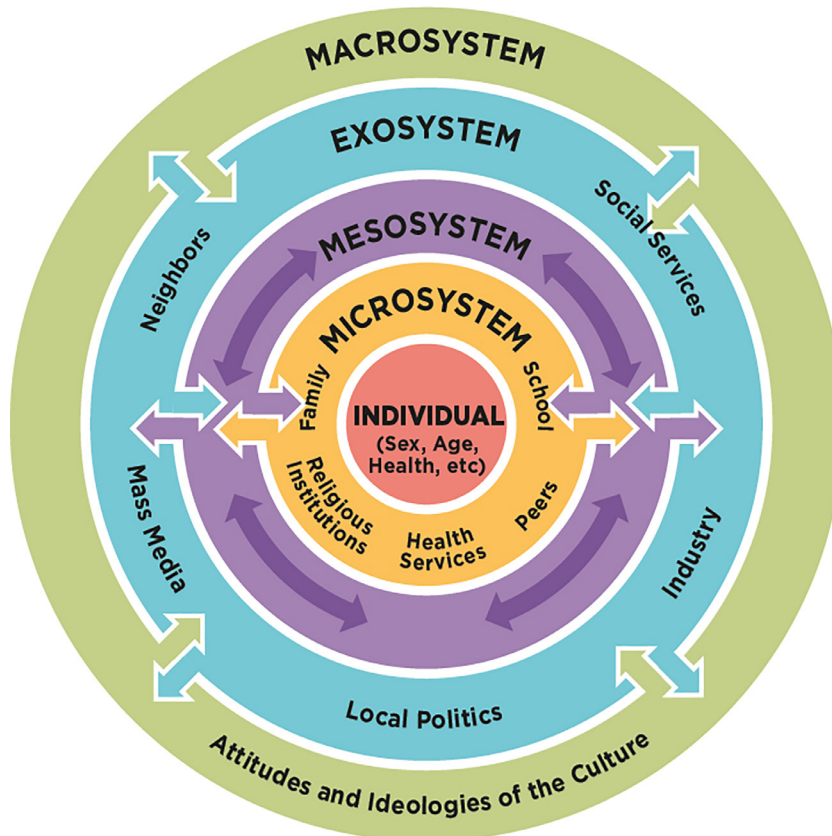 MACROSYSTEM
EXOSYSTEM
Social Services
Neighbors
MESOSYSTEM
MICROSYSTEM
Family
School
INDIVIDUAL
(Sex, Age,
Health, etc)
Religious
Institutions
Health
Services
Peers
Mass Media
Industry
Local Politics
Attitudes and Ideologies of the Culture